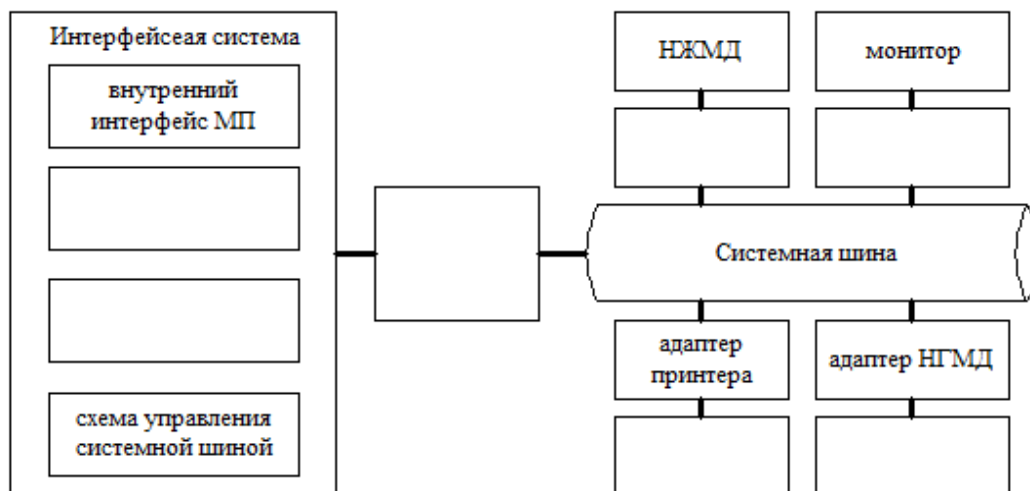 Интерфейсеая система
внутренний
интерфейс МП
схема управления
системной шиной
НЖМД
монитор
Системная шина
адаптер
принтера
адаптер НГМД